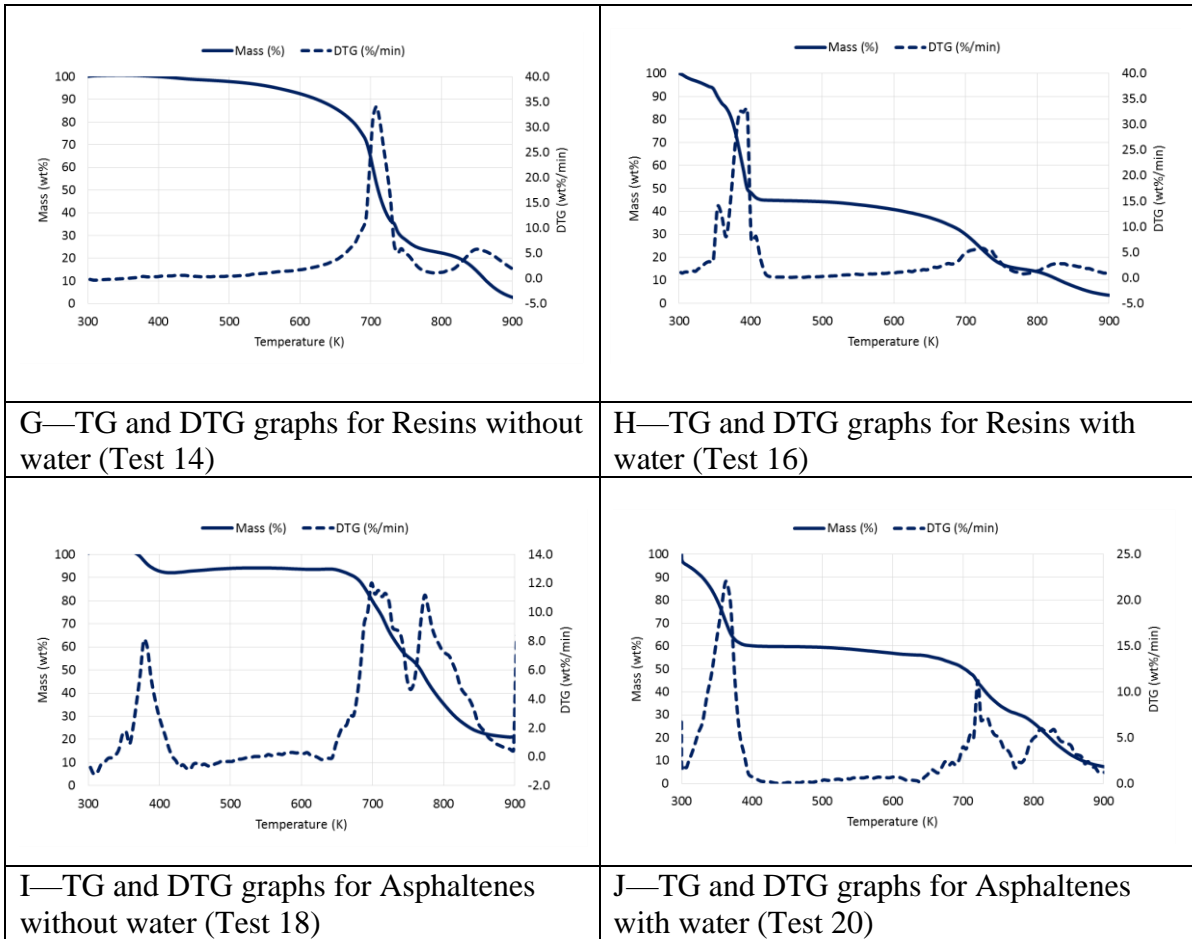 Mass (%) DTG (%/min)
100
90
80
70
60
50
40
30
20
10
0
Mass (wt%)
40.0
35.0
30.0
25.0
20.0
15.0
10.0
5.0
0.0
-5.0
DTG (wt%/min)
300 400 500 600 700 800 900
Temperature (K)
Mass (%) DTG (%/min)
100
90
80
70
60
50
40
30
20
10
0
Mass (wt%)
40.0
35.0
30.0
25.0
20.0
15.0
10.0
5.0
0.0
-5.0
DTG (wt%/min)
300 400 500 600 700 800 900
Temperature (K)
G—TG and DTG graphs for Resins without
water (Test 14)
H—TG and DTG graphs for Resins with
water (Test 16)
Mass (%) DTG (%/min)
100
90
80
70
60
50
40
30
20
10
0
Mass (wt%)
14.0
12.0
10.0
8.0
6.0
4.0
2.0
0.0
-2.0
DTG (wt%/min)
300 400 500 600 700 800 900
Temperature (K)
Mass (%) DTG (%/min)
100
90
80
70
60
50
40
30
20
10
0
Mass (wt%)
25.0
20.0
15.0
10.0
5.0
0.0
DTG (wt%/min)
300 400 500 600 700 800 900
Temperature (K)
I—TG and DTG graphs for Asphaltenes
without water (Test 18)
J—TG and DTG graphs for Asphaltenes
with water (Test 20)